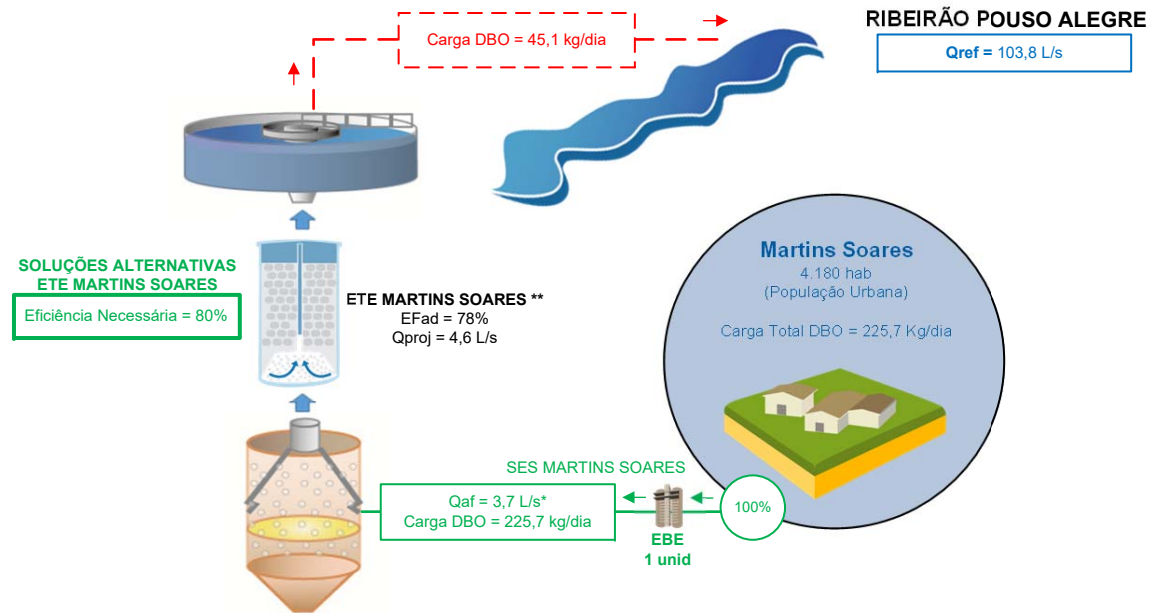 RIBEIRÃO POUSO ALEGRE
Qref = 103,8 L/s
Carga DBO = 45,1 kg/dia
SOLUÇÕES ALTERNATIVAS
ETE MARTINS SOARES
Eficiência Necessária = 80%
ETE MARTINS SOARES **
EFad = 78%
Qproj = 4,6 L/s
Martins Soares
4.180 hab
(População Urbana)
Carga Total DBO = 225,7 Kg/dia
SES MARTINS SOARES
Qaf = 3,7 L/s*
Carga DBO = 225,7 kg/dia
EBE
1 unid
100%